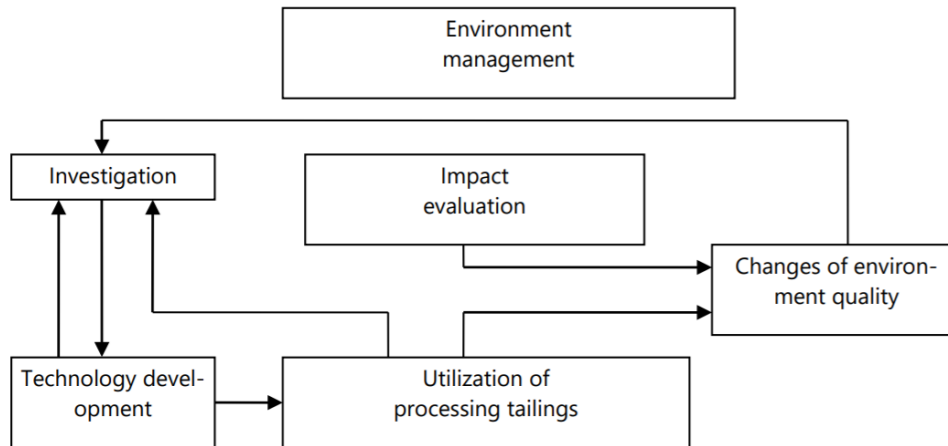 Environment
management
Investigation
Impact
evaluation
Changes of environ-
ment quality
Technology devel-
opment
Utilization of
processing tailings